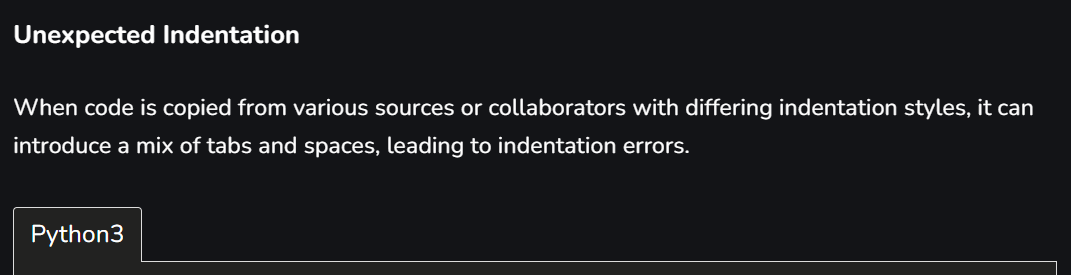 Unexpected Indentation
When code is copied from various sources or collaborators with differing indentation styles, it can
introduce a mix of tabs and spaces, leading to indentation errors.
Python3